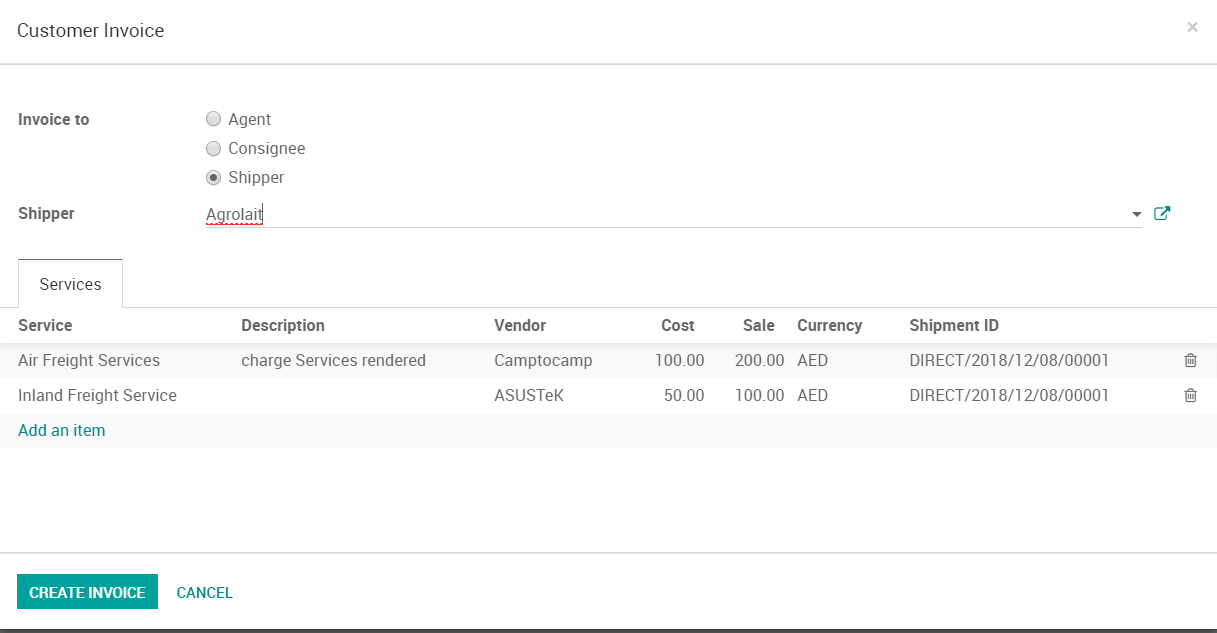 Customer Invoice ×
Invoice to
Agent
Consignee
Shipper
Shipper Agrolait
Services
Service Description Vendor Cost Sale Currency Shipment ID
Air Freight Services charge Services rendered Camptocamp 100.00 200.00 AED DIRECT/2018/12/08/00001
Inland Freight Service ASUSTeK 50.00 100.00 AED DIRECT/2018/12/08/00001
Add an item
CREATE INVOICE CANCEL